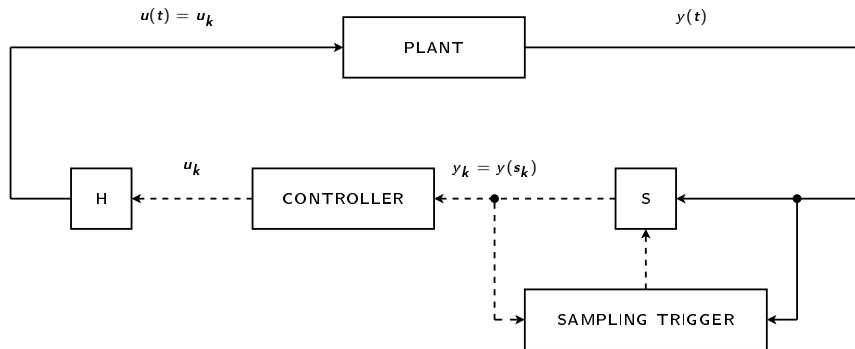 u(t) = u_k
y(t)
PLANT
u_k
y_k = y(s_k)
H
CONTROLLER
S
SAMPLING TRIGGER